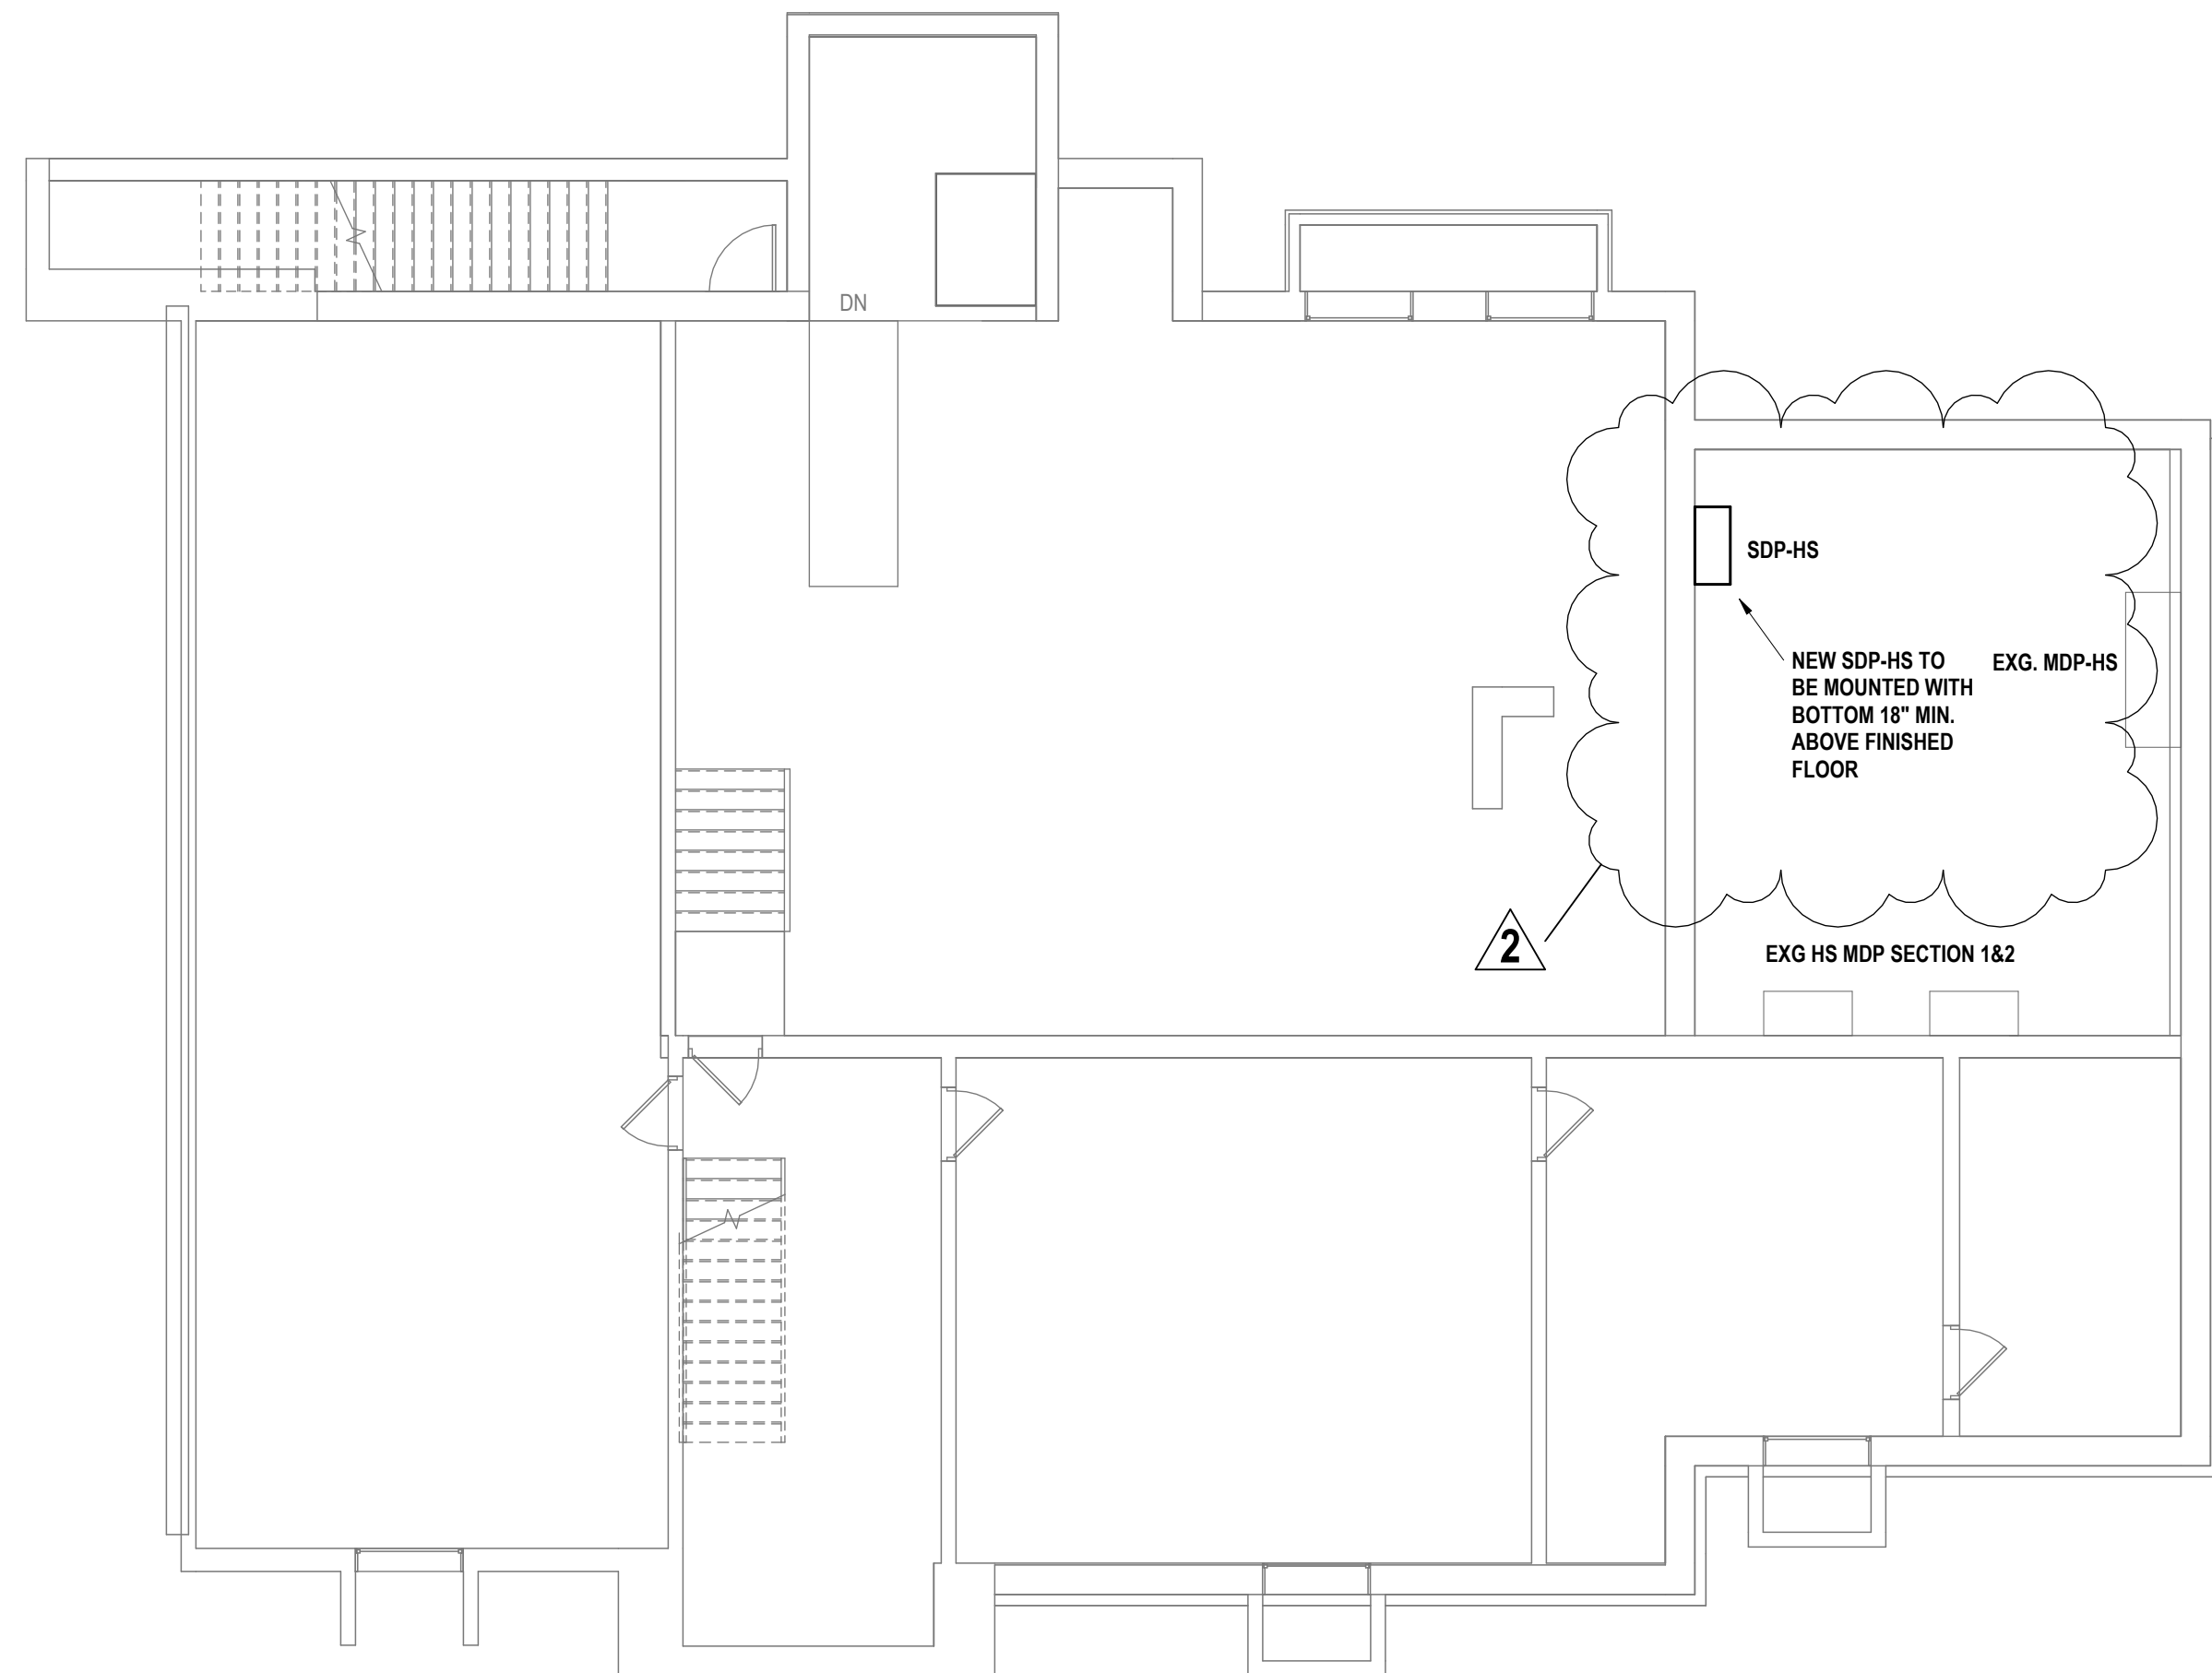 DN
SDP-HS
NEW SDP-HS TO
BE MOUNTED WITH
BOTTOM 18" MIN.
ABOVE FINISHED
FLOOR
EXG. MDP-HS
2
EXG HS MDP SECTION 1&2